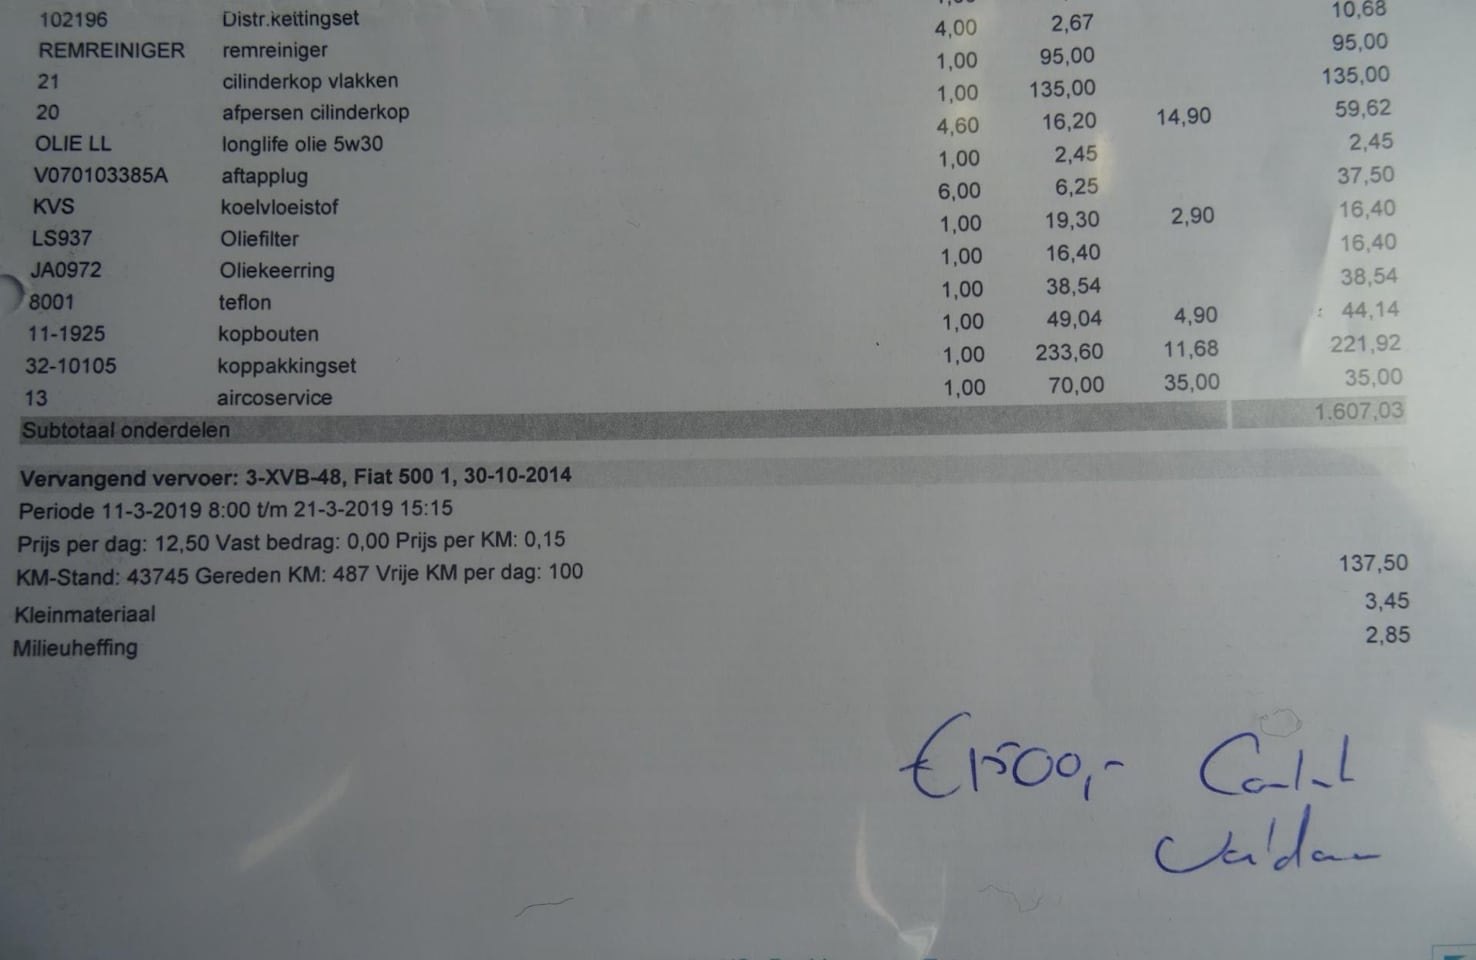 102196 Distr.kettingset
REMREINIGER remreiniger 4,00 2,67 10,68
21 cilinderkop vlakken 1,00 95,00 95,00
20 afpersen cilinderkop 1,00 135,00 135,00
OLIE LL longlife olie 5w30 4,60 16,20 14,90 59,62
V070103385A aftapplug 1,00 2,45 2,45
KVS koelvloeistof 6,00 6,25 37,50
LS937 Oliefilter 1,00 19,30 2,90 16,40
JA0972 Oliekeerring 1,00 16,40 16,40
8001 teflon 1,00 38,54 38,54
11-1925 kopbouten 1,00 49,04 4,90 44,14
32-10105 koppakkingset 1,00 233,60 11,68 221,92
13 aircoservice 1,00 70,00 35,00 35,00
Subtotaal onderdelen 1.607,03
Vervangend vervoer: 3-XVB-48, Fiat 500 1, 30-10-2014
Periode 11-3-2019 8:00 t/m 21-3-2019 15:15
Prijs per dag: 12,50 Vast bedrag: 0,00 Prijs per KM: 0,15
KM-Stand: 43745 Gereden KM: 487 Vrije KM per dag: 100 137,50
Kleinmateriaal 3,45
Milieuheffing 2,85
€1500,-